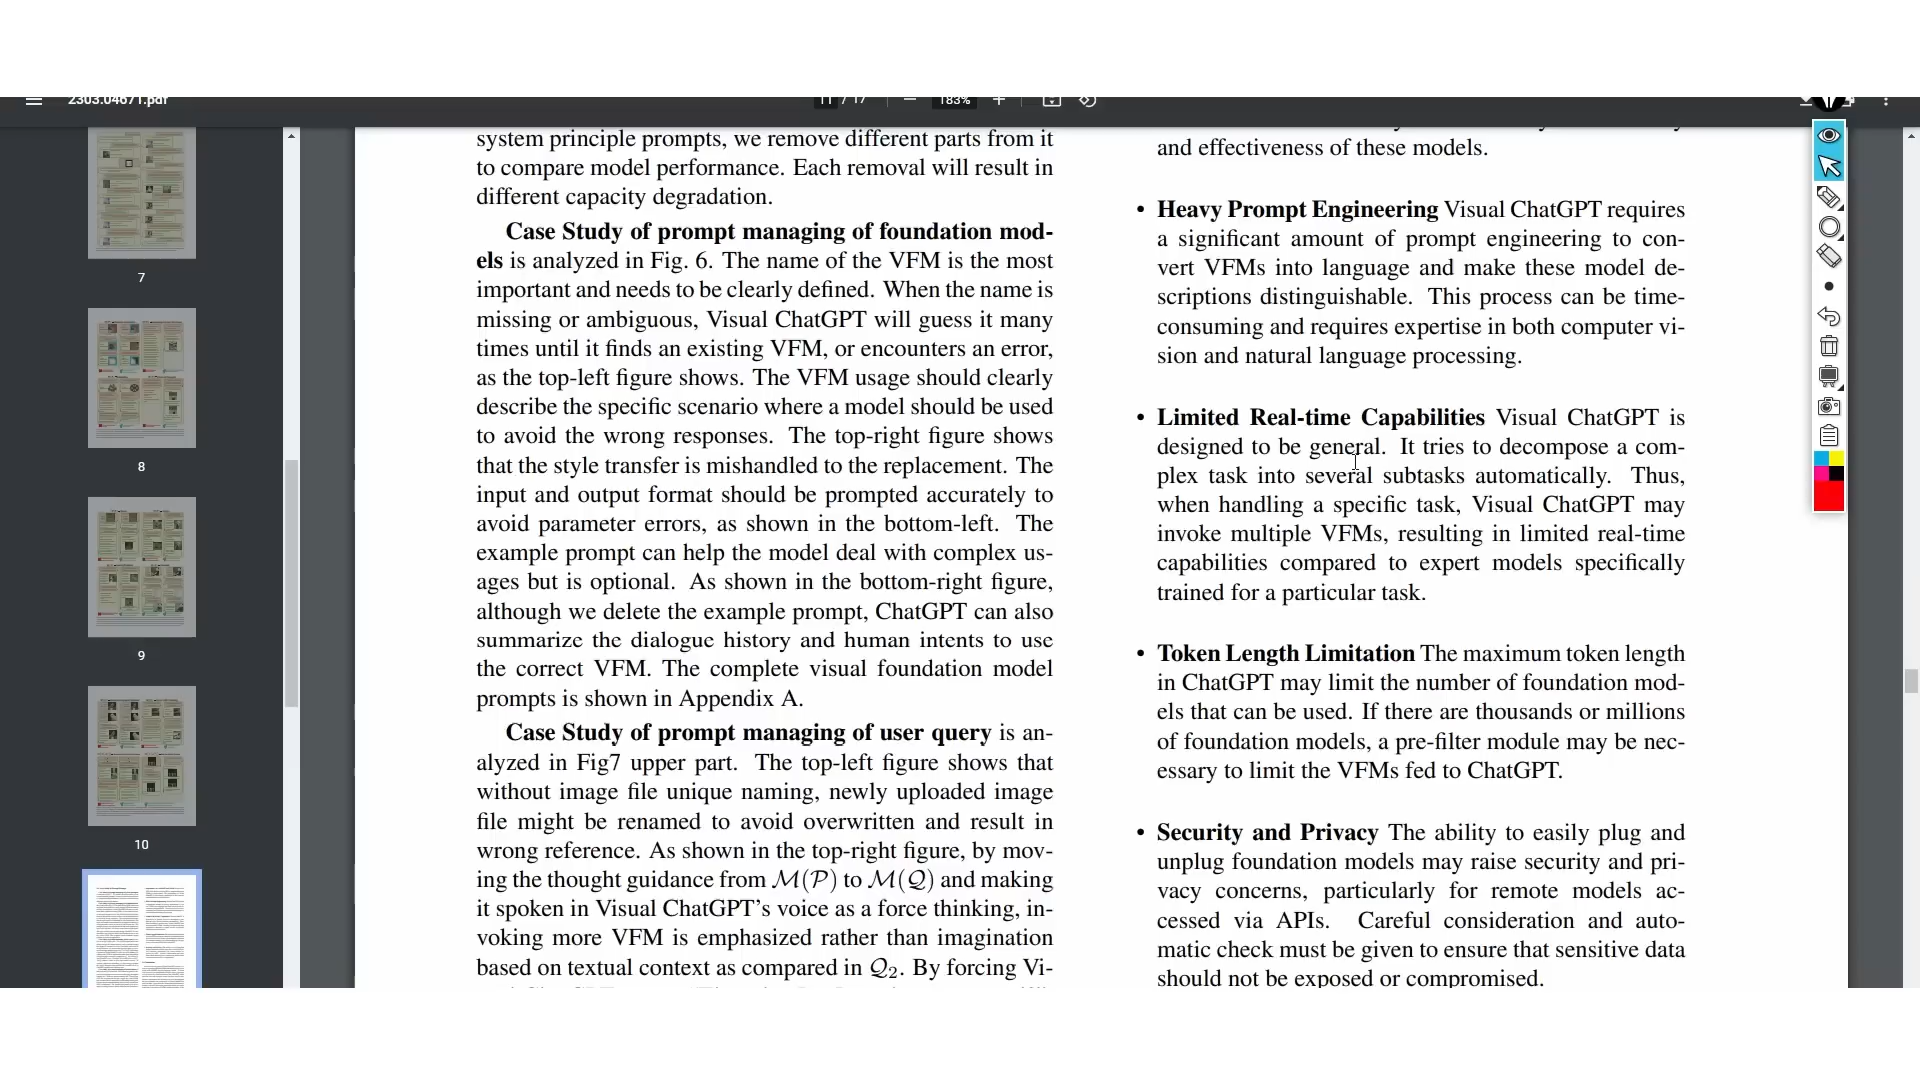 2303.04671.pdf
11 / 17
183%
7
8
9
10
system principle prompts, we remove different parts from it
to compare model performance. Each removal will result in
different capacity degradation.
Case Study of prompt managing of foundation mod-
els is analyzed in Fig. 6. The name of the VFM is the most
important and needs to be clearly defined. When the name is
missing or ambiguous, Visual ChatGPT will guess it many
times until it finds an existing VFM, or encounters an error,
as the top-left figure shows. The VFM usage should clearly
describe the specific scenario where a model should be used
to avoid the wrong responses. The top-right figure shows
that the style transfer is mishandled to the replacement. The
input and output format should be prompted accurately to
avoid parameter errors, as shown in the bottom-left. The
example prompt can help the model deal with complex us-
ages but is optional. As shown in the bottom-right figure,
although we delete the example prompt, ChatGPT can also
summarize the dialogue history and human intents to use
the correct VFM. The complete visual foundation model
prompts is shown in Appendix A.
Case Study of prompt managing of user query is an-
alyzed in Fig7 upper part. The top-left figure shows that
without image file unique naming, newly uploaded image
file might be renamed to avoid overwritten and result in
wrong reference. As shown in the top-right figure, by mov-
ing the thought guidance from M(P) to M(Q) and making
it spoken in Visual ChatGPT's voice as a force thinking, in-
voking more VFM is emphasized rather than imagination
based on textual context as compared in Q2. By forcing Vi-
and effectiveness of these models.
• Heavy Prompt Engineering Visual ChatGPT requires
a significant amount of prompt engineering to con-
vert VFMs into language and make these model de-
scriptions distinguishable. This process can be time-
consuming and requires expertise in both computer vi-
sion and natural language processing.
• Limited Real-time Capabilities Visual ChatGPT is
designed to be general. It tries to decompose a com-
plex task into several subtasks automatically. Thus,
when handling a specific task, Visual ChatGPT may
invoke multiple VFMs, resulting in limited real-time
capabilities compared to expert models specifically
trained for a particular task.
• Token Length Limitation The maximum token length
in ChatGPT may limit the number of foundation mod-
els that can be used. If there are thousands or millions
of foundation models, a pre-filter module may be nec-
essary to limit the VFMs fed to ChatGPT.
• Security and Privacy The ability to easily plug and
unplug foundation models may raise security and pri-
vacy concerns, particularly for remote models ac-
cessed via APIs. Careful consideration and auto-
matic check must be given to ensure that sensitive data
should not be exposed or compromised.